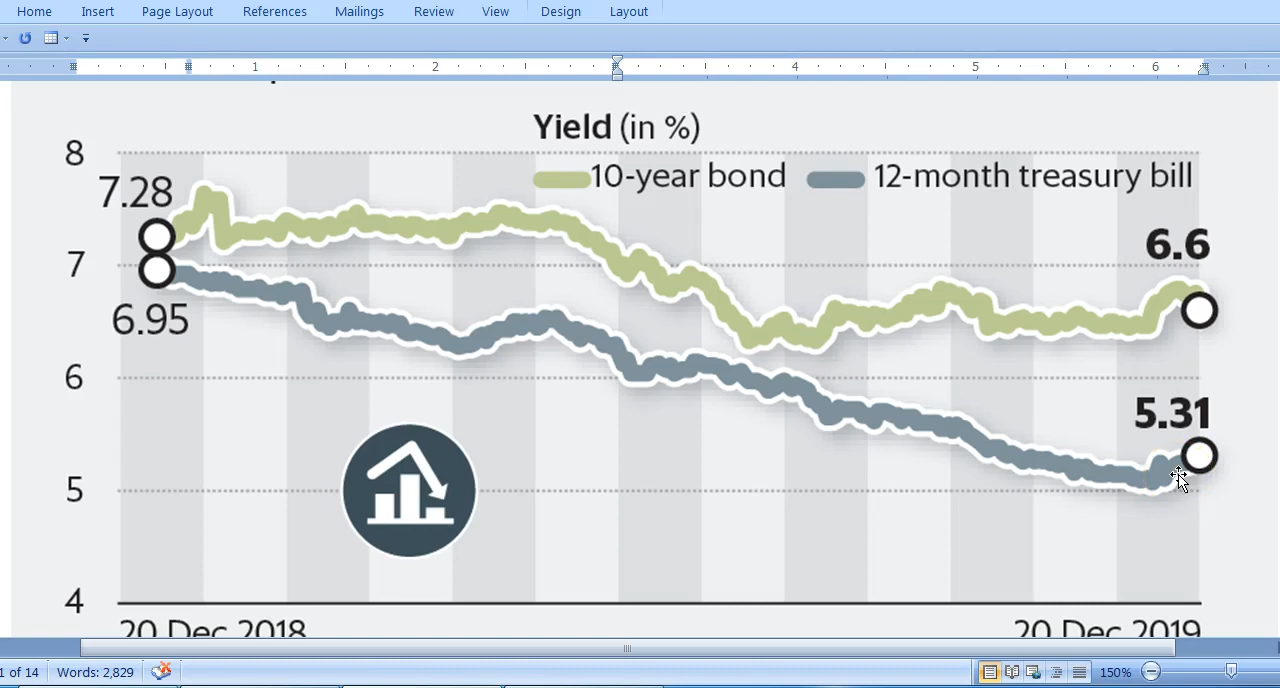 Home Insert Page Layout References Mailings Review View Design Layout
1 2 4 5 6
Yield (in %)
8
10-year bond 12-month treasury bill
7.28
6.6
7
6.95
6
5.31
5
4
20 Dec 2018 20 Dec 2019
1 of 14 Words: 2,829 150%